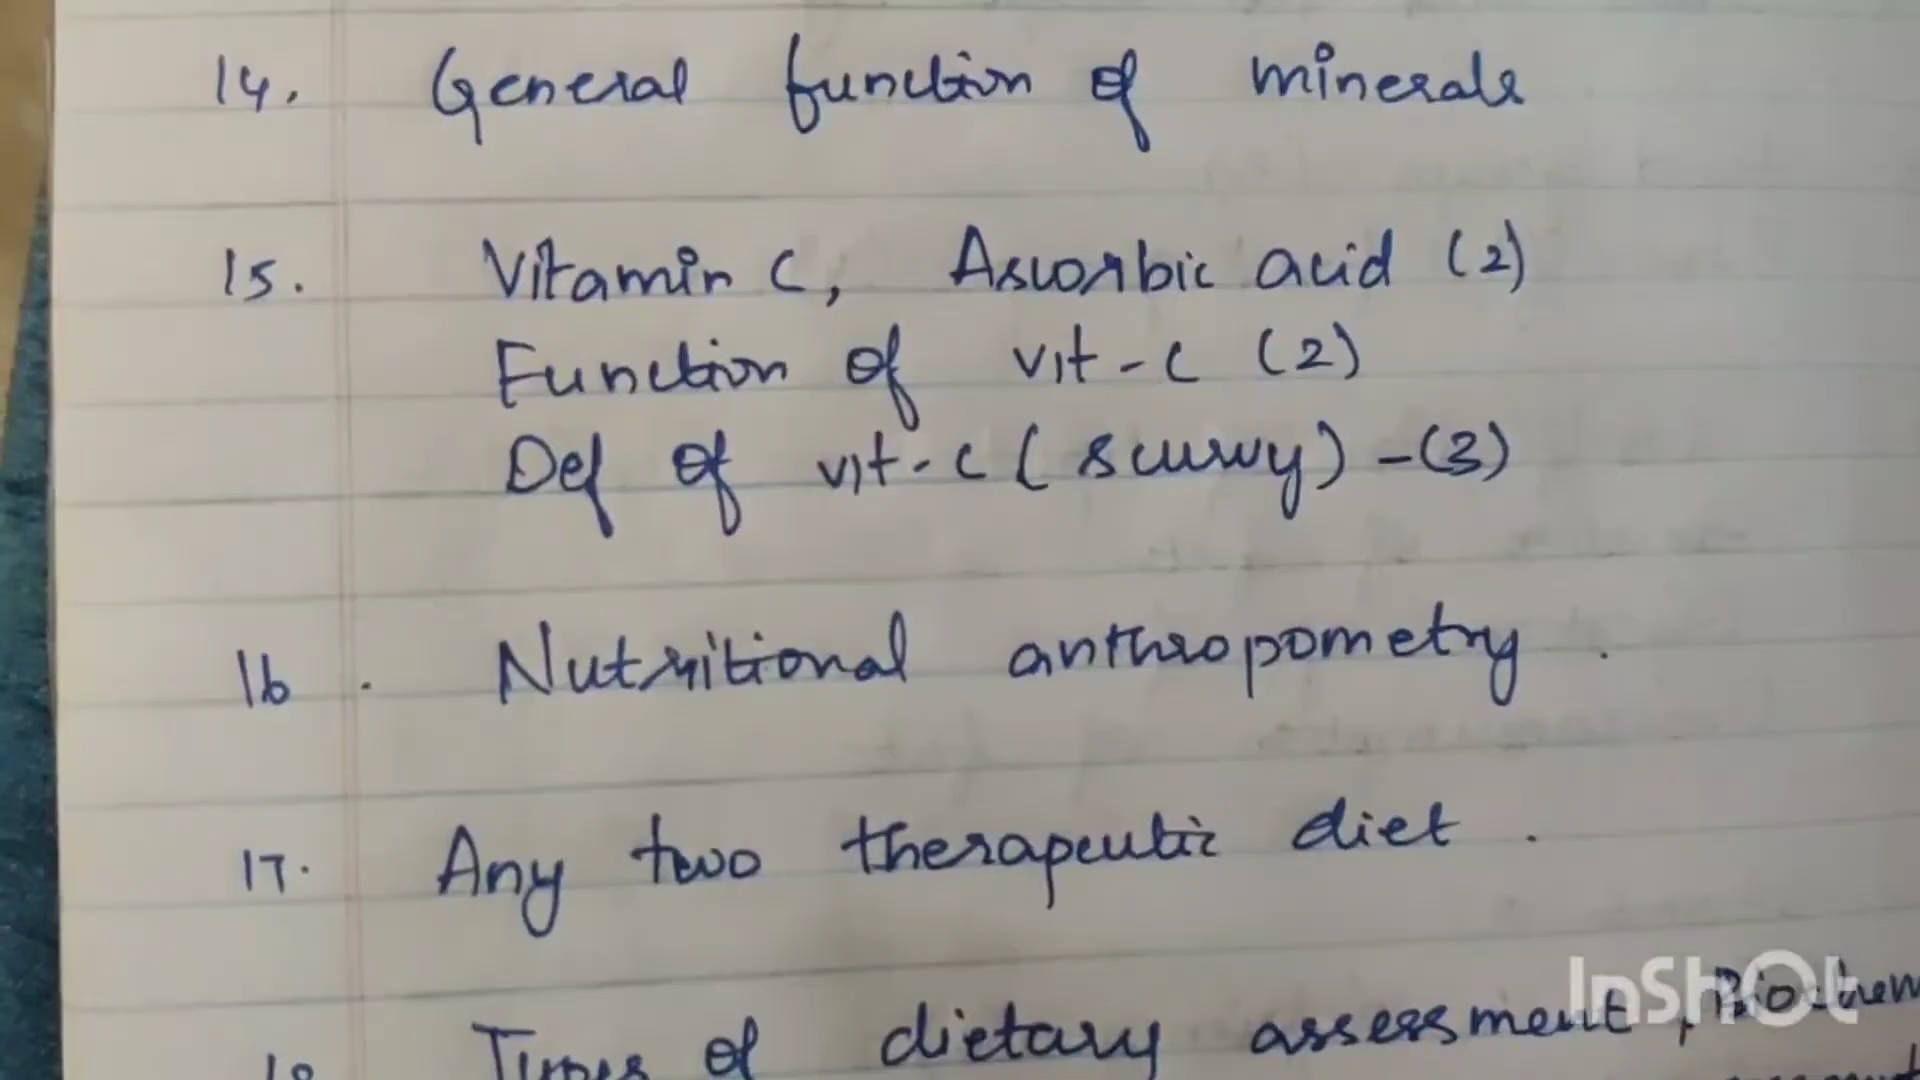 14. General function of minerals
15. Vitamin C, Ascorbic acid (2)
Function of vit-c (2)
Def of vit-c (scurvy) -(3)
16. Nutritional anthropometry.
17. Any two therapeutic diet.
18. Types of dietary assessment,
InShOt